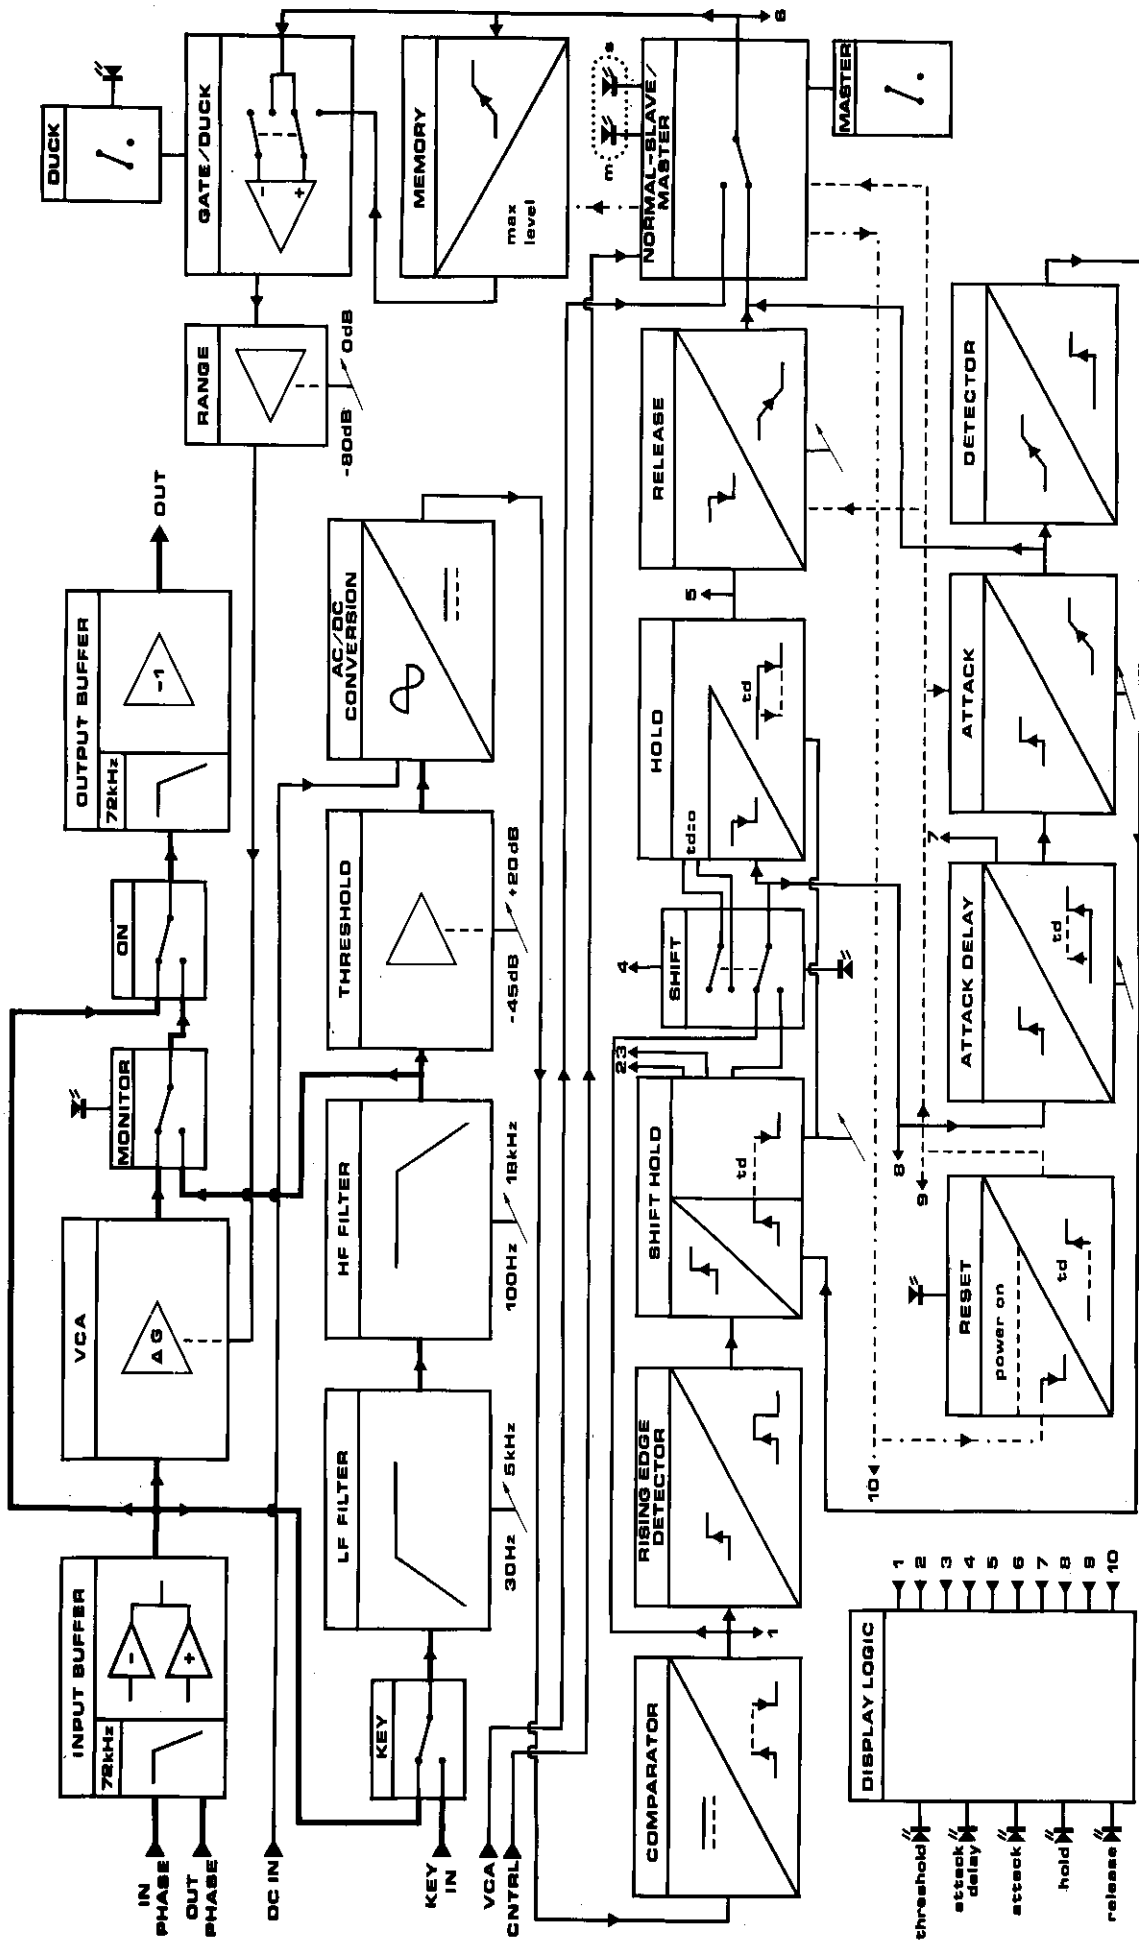 IN
PHASE
OUT
PHASE
INPUT BUFFER
72kHz
-
+
VCA
ΔG
MONITOR
ON
OUTPUT BUFFER
72kHz
-1
OUT
DUCK
GATE/DUCK
-
+
RANGE
-80dB
0dB
DC IN
KEY
KEY
IN
LF FILTER
30Hz
5kHz
HF FILTER
100Hz
18kHz
THRESHOLD
-45dB
+20dB
AC/DC
CONVERSION
MEMORY
max
level
6
VCA
CNTRL
COMPARATOR
1
RISING EDGE
DETECTOR
SHIFT HOLD
td
2
3
SHIFT
4
HOLD
td=o
td
5
RELEASE
NORMAL-SLAVE/
MASTER
m
s
MASTER
8
9
10
RESET
power on
td
ATTACK DELAY
td
7
ATTACK
DETECTOR
DISPLAY LOGIC
threshold
attack
delay
attack
hold
release
1
2
3
4
5
6
7
8
9
10